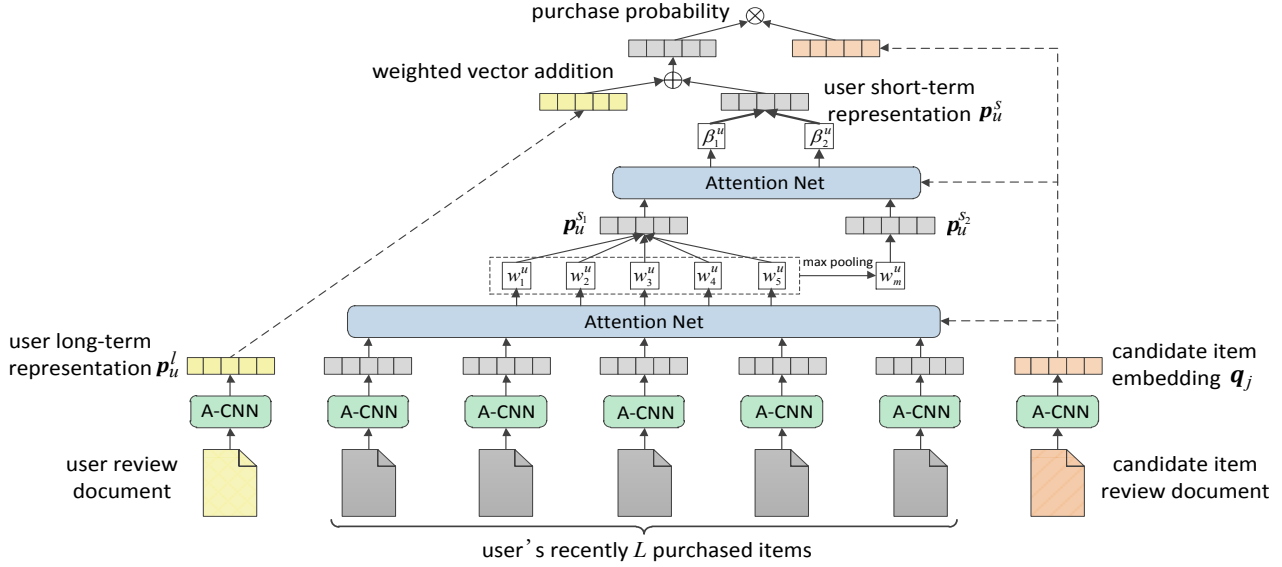 purchase probability
⊗
weighted vector addition
⊕
user short-term
representation p_u^s
β_1^u β_2^u
Attention Net
p_u^{s_1} p_u^{s_2}
w_1^u w_2^u w_3^u w_4^u w_5^u max pooling w_m^u
Attention Net
user long-term
representation p_u^l
candidate item
embedding q_j
A-CNN A-CNN A-CNN A-CNN A-CNN A-CNN A-CNN
user review
document
candidate item
review document
user's recently L purchased items